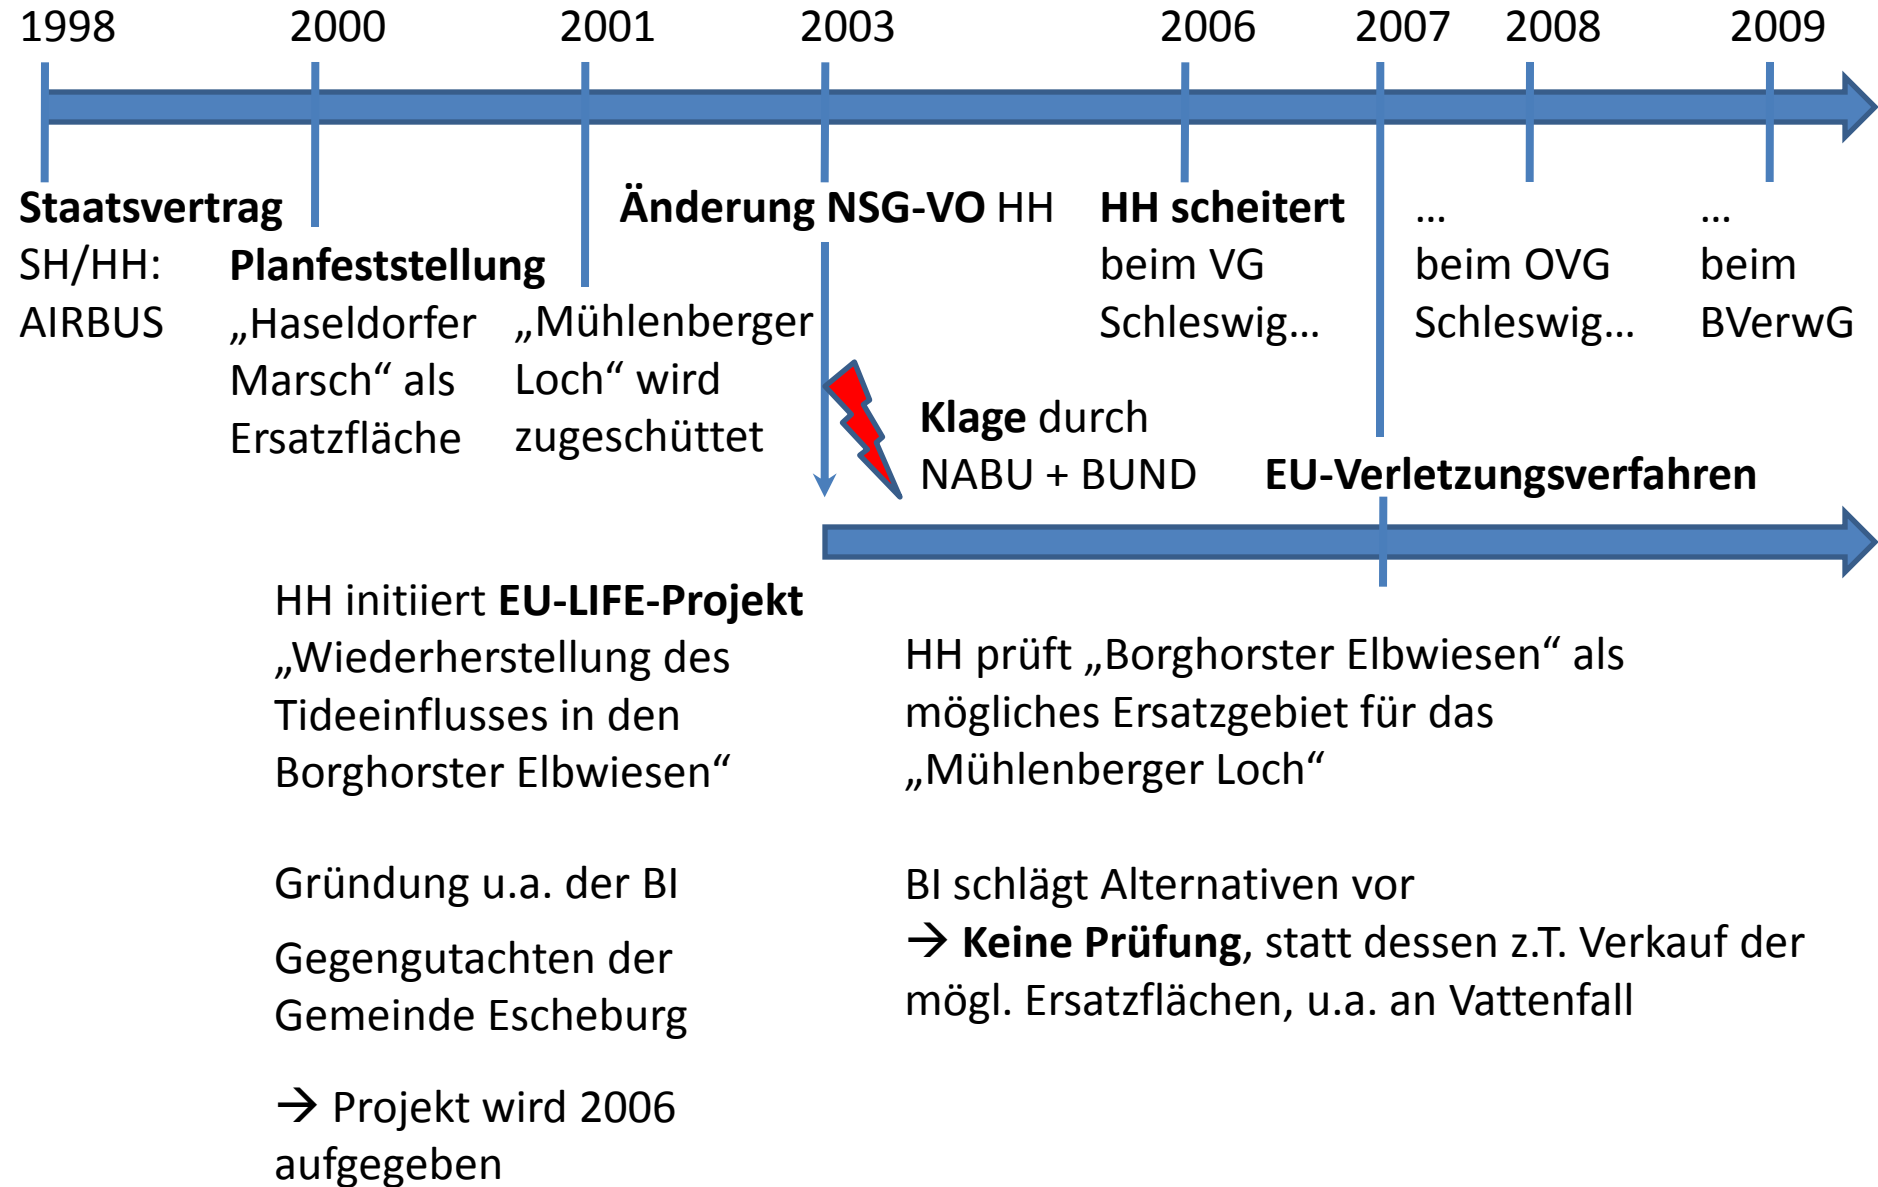 1998 2000 2001 2003 2006 2007 2008 2009
Staatsvertrag
SH/HH:
AIRBUS
Planfeststellung
„Haseldorfer
Marsch“ als
Ersatzfläche
„Mühlenberger
Loch“ wird
zugeschüttet
Änderung NSG-VO HH
Klage durch
NABU + BUND
HH scheitert
beim VG
Schleswig...
EU-Verletzungsverfahren
...
beim OVG
Schleswig...
...
beim
BVerwG
HH initiiert EU-LIFE-Projekt
„Wiederherstellung des
Tideeinflusses in den
Borghorster Elbwiesen“
Gründung u.a. der BI
Gegengutachten der
Gemeinde Escheburg
→ Projekt wird 2006
aufgegeben
HH prüft „Borghorster Elbwiesen“ als
mögliches Ersatzgebiet für das
„Mühlenberger Loch“
BI schlägt Alternativen vor
→ Keine Prüfung, statt dessen z.T. Verkauf der
mögl. Ersatzflächen, u.a. an Vattenfall